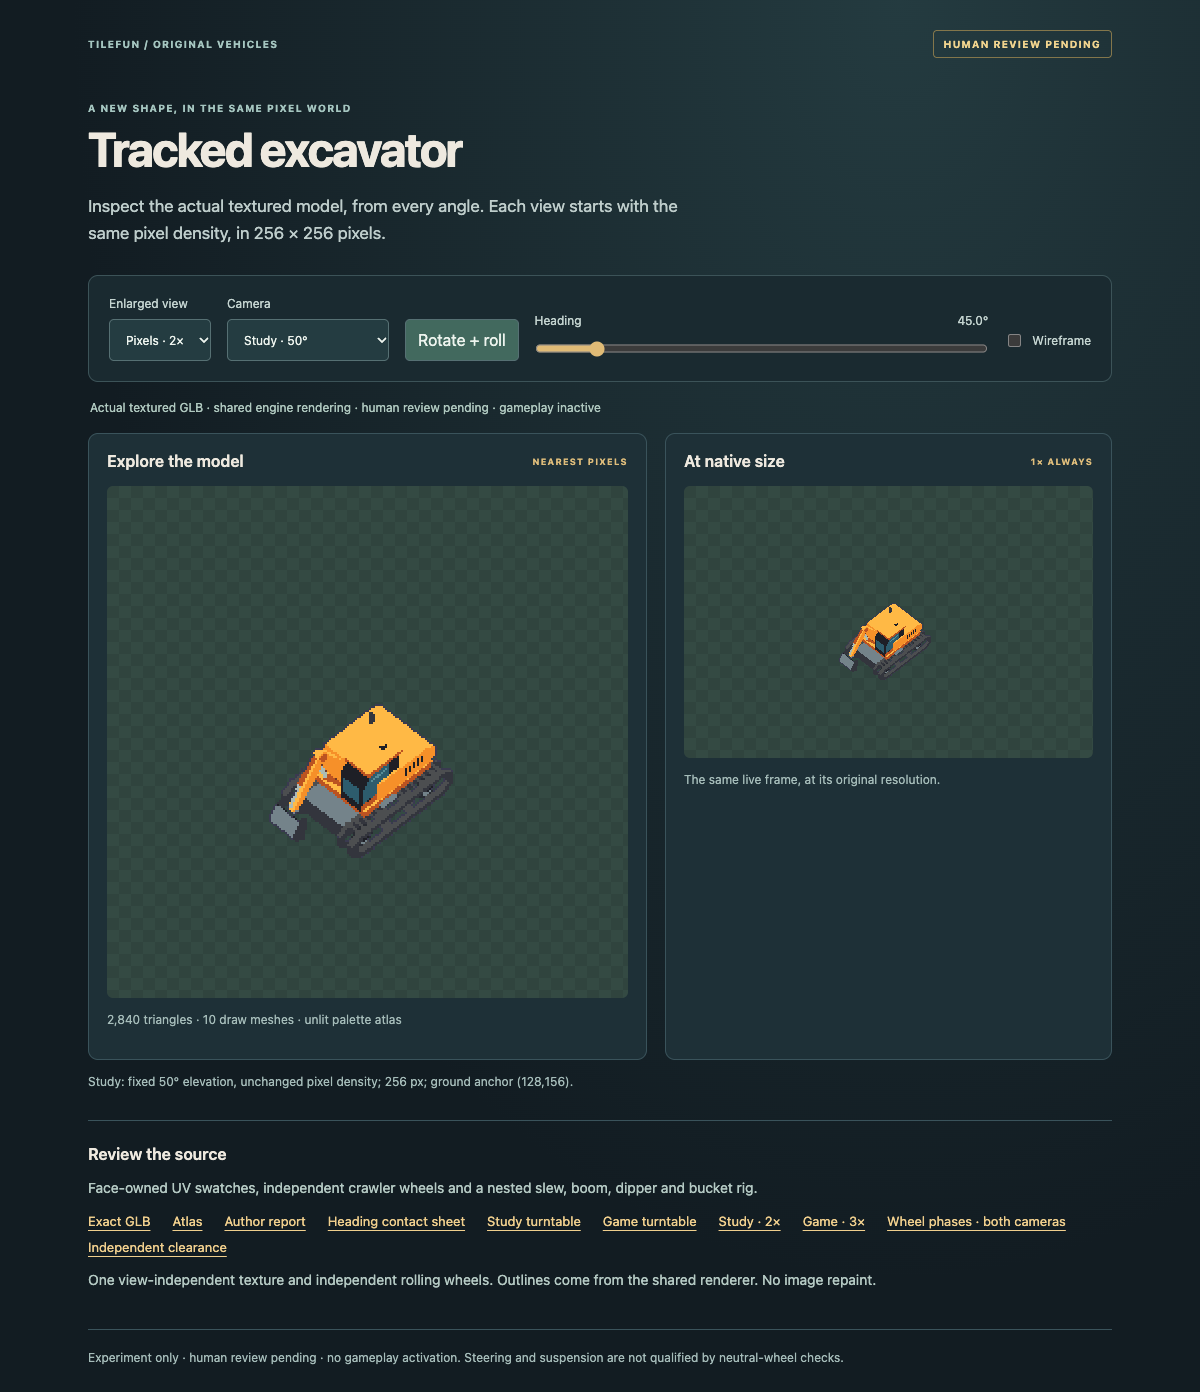 TILEFUN / ORIGINAL VEHICLES
HUMAN REVIEW PENDING
A NEW SHAPE, IN THE SAME PIXEL WORLD
Tracked excavator
Inspect the actual textured model, from every angle. Each view starts with the
same pixel density, in 256 × 256 pixels.
Enlarged view
Camera
Pixels · 2×
Study · 50°
Rotate + roll
Heading
45.0°
Wireframe
Actual textured GLB · shared engine rendering · human review pending · gameplay inactive
Explore the model
NEAREST PIXELS
2,840 triangles · 10 draw meshes · unlit palette atlas
At native size
1× ALWAYS
The same live frame, at its original resolution.
Study: fixed 50° elevation, unchanged pixel density; 256 px; ground anchor (128,156).
Review the source
Face-owned UV swatches, independent crawler wheels and a nested slew, boom, dipper and bucket rig.
Exact GLB Atlas Author report Heading contact sheet Study turntable Game turntable Study · 2× Game · 3× Wheel phases · both cameras
Independent clearance
One view-independent texture and independent rolling wheels. Outlines come from the shared renderer. No image repaint.
Experiment only · human review pending · no gameplay activation. Steering and suspension are not qualified by neutral-wheel checks.